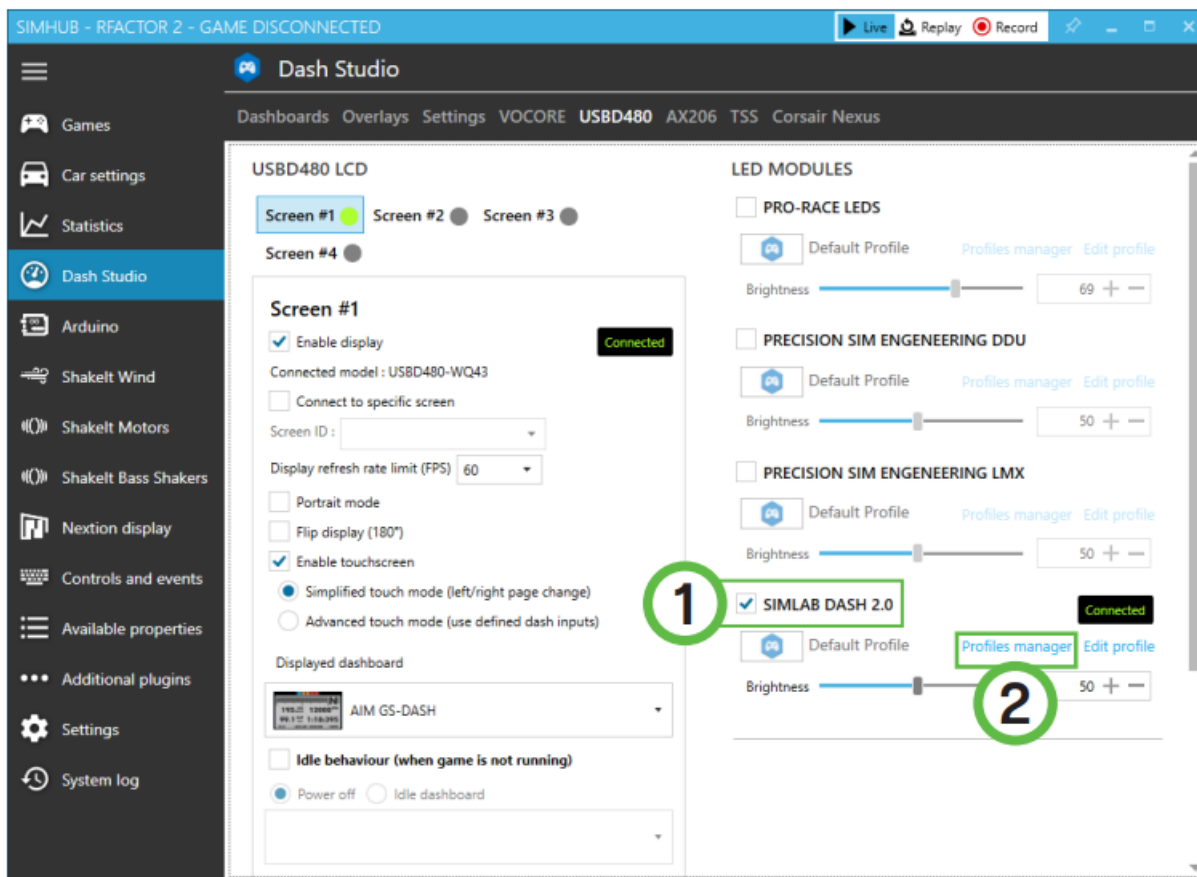 SIMHUB - RFACTOR 2 - GAME DISCONNECTED
Live Replay Record
Dash Studio
Games
Car settings
Statistics
Dash Studio
Arduino
ShakeIt Wind
ShakeIt Motors
ShakeIt Bass Shakers
Nextion display
Controls and events
Available properties
Additional plugins
Settings
System log
Dashboards Overlays Settings VOCORE USBD480 AX206 TSS Corsair Nexus
USBD480 LCD
Screen #1 Screen #2 Screen #3
Screen #4
Screen #1
Enable display Connected
Connected model : USBD480-WQ43
Connect to specific screen
Screen ID :
Display refresh rate limit (FPS) 60
Portrait mode
Flip display (180°)
Enable touchscreen
Simplified touch mode (left/right page change)
Advanced touch mode (use defined dash inputs)
Displayed dashboard
AIM GS-DASH
Idle behaviour (when game is not running)
Power off Idle dashboard
LED MODULES
PRO-RACE LEDS
Default Profile Profiles manager Edit profile
Brightness 69
PRECISION SIM ENGENEERING DDU
Default Profile Profiles manager Edit profile
Brightness 50
PRECISION SIM ENGENEERING LMX
Default Profile Profiles manager Edit profile
Brightness 50
1 SIMLAB DASH 2.0 Connected
Default Profile Profiles manager Edit profile
Brightness 50
2